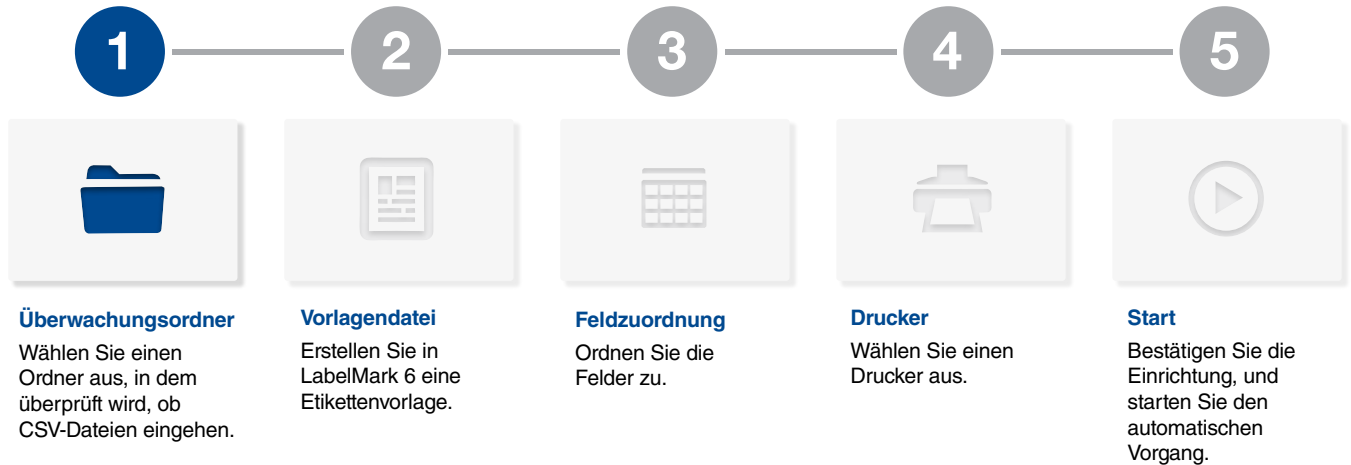 1
2
3
4
5
Überwachungsordner
Wählen Sie einen
Ordner aus, in dem
überprüft wird, ob
CSV-Dateien eingehen.
Vorlagendatei
Erstellen Sie in
LabelMark 6 eine
Etikettenvorlage.
Feldzuordnung
Ordnen Sie die
Felder zu.
Drucker
Wählen Sie einen
Drucker aus.
Start
Bestätigen Sie die
Einrichtung, und
starten Sie den
automatischen
Vorgang.